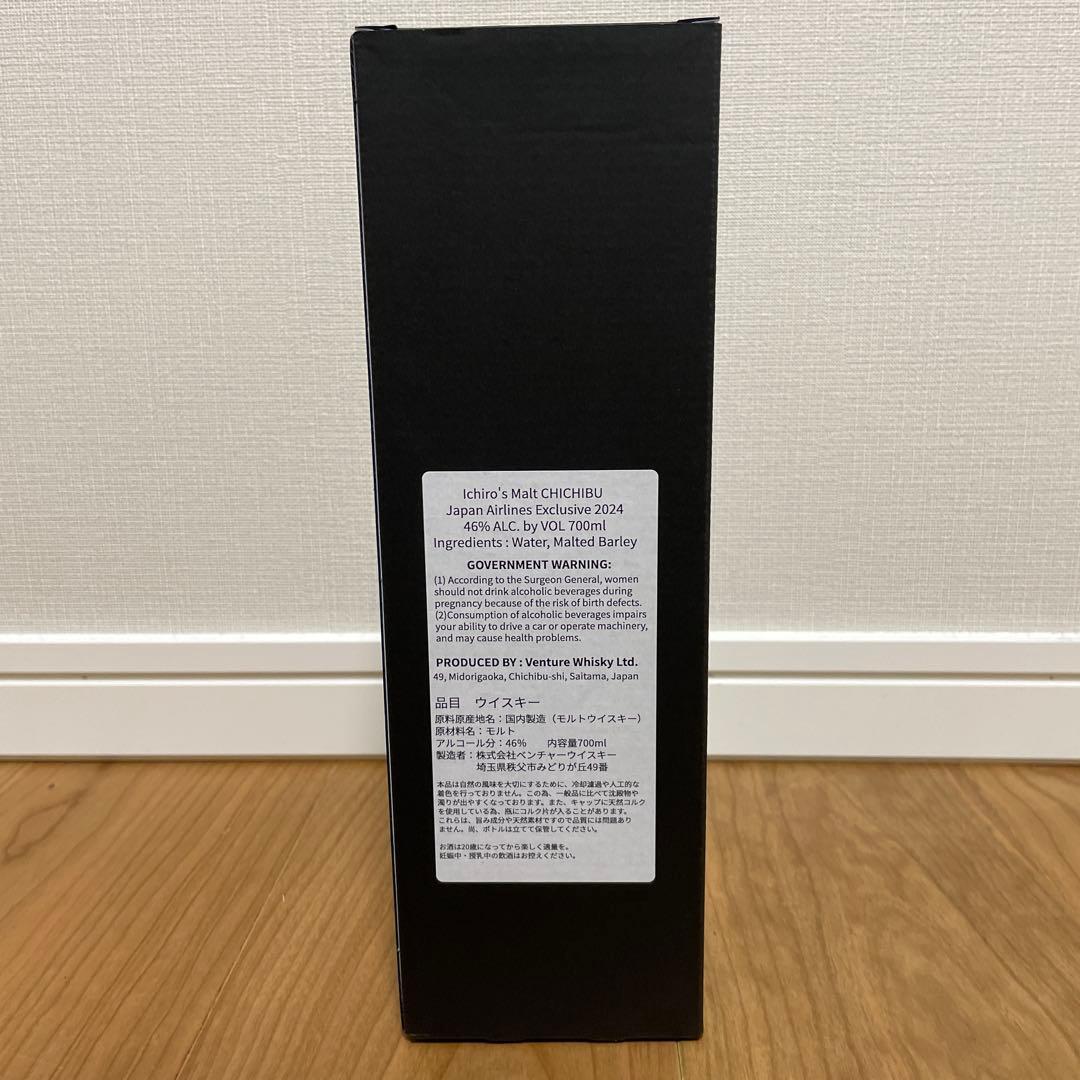 Ichiro's Malt CHICHIBU
Japan Airlines Exclusive 2024
46% ALC. by VOL 700ml
Ingredients : Water, Malted Barley
GOVERNMENT WARNING:
(1) According to the Surgeon General, women
should not drink alcoholic beverages during
pregnancy because of the risk of birth defects.
(2)Consumption of alcoholic beverages impairs
your ability to drive a car or operate machinery,
and may cause health problems.
PRODUCED BY : Venture Whisky Ltd.
49, Midorigaoka, Chichibu-shi, Saitama, Japan
品目 ウイスキー
原料原産地名：国内製造（モルトウイスキー）
原材料名：モルト
アルコール分：46% 内容量700ml
製造者：株式会社ベンチャーウイスキー
埼玉県秩父市みどりが丘49番
本品は自然の風味を大切にするために、冷却濾過や人工的な
着色を行っておりません。この為、一般品に比べて沈殿物や
濁りが出やすくなっております。また、キャップに天然コルク
を使用している為、瓶にコルク片が入ることがあります。
これらは、旨み成分や天然素材ですので品質には問題あり
ません。尚、ボトルは立てて保管してください。
お酒は20歳になってから楽しく適量を。
妊娠中・授乳中の飲酒はお控えください。